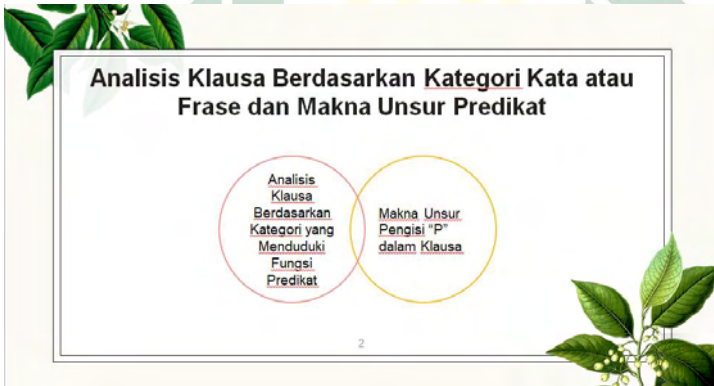 Analisis Klausa Berdasarkan Kategori Kata atau
Frase dan Makna Unsur Predikat
Analisis
Klausa
Berdasarkan
Kategori yang
Menduduki
Fungsi
Predikat
Makna Unsur
Pengisi “P”
dalam Klausa
2